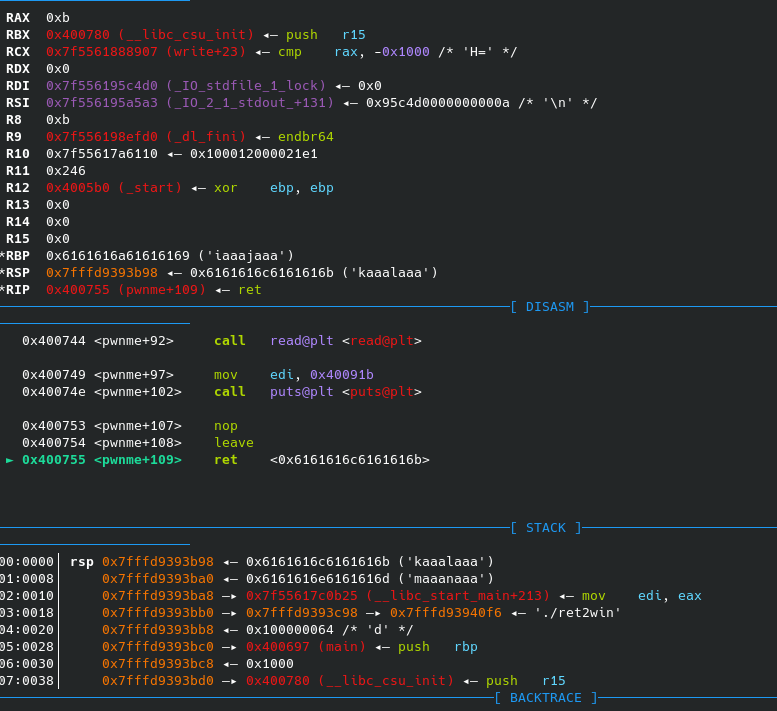 RAX 0xb
RBX 0x400780 (__libc_csu_init) ◂— push r15
RCX 0x7f5561888907 (write+23) ◂— cmp rax, -0x1000 /* 'H=' */
RDX 0x0
RDI 0x7f556195c4d0 (_IO_stdfile_1_lock) ◂— 0x0
RSI 0x7f556195a5a3 (_IO_2_1_stdout_+131) ◂— 0x95c4d0000000000a /* '\n' */
R8 0xb
R9 0x7f556198efd0 (_dl_fini) ◂— endbr64
R10 0x7f55617a6110 ◂— 0x100012000021e1
R11 0x246
R12 0x4005b0 (_start) ◂— xor ebp, ebp
R13 0x0
R14 0x0
R15 0x0
*RBP 0x6161616a61616169 ('iaaajaaa')
*RSP 0x7fffd9393b98 ◂— 0x6161616c6161616b ('kaaalaaa')
*RIP 0x400755 (pwnme+109) ◂— ret
[ DISASM ]
0x400744 <pwnme+92> call read@plt <read@plt>
0x400749 <pwnme+97> mov edi, 0x40091b
0x40074e <pwnme+102> call puts@plt <puts@plt>
0x400753 <pwnme+107> nop
0x400754 <pwnme+108> leave
► 0x400755 <pwnme+109> ret <0x6161616c6161616b>
[ STACK ]
00:0000│ rsp 0x7fffd9393b98 ◂— 0x6161616c6161616b ('kaaalaaa')
01:0008│ 0x7fffd9393ba0 ◂— 0x6161616e6161616d ('maaanaaa')
02:0010│ 0x7fffd9393ba8 —▸ 0x7f55617c0b25 (__libc_start_main+213) ◂— mov edi, eax
03:0018│ 0x7fffd9393bb0 —▸ 0x7fffd9393c98 —▸ 0x7fffd93940f6 ◂— './ret2win'
04:0020│ 0x7fffd9393bb8 ◂— 0x100000064 /* 'd' */
05:0028│ 0x7fffd9393bc0 —▸ 0x400697 (main) ◂— push rbp
06:0030│ 0x7fffd9393bc8 ◂— 0x1000
07:0038│ 0x7fffd9393bd0 —▸ 0x400780 (__libc_csu_init) ◂— push r15
[ BACKTRACE ]